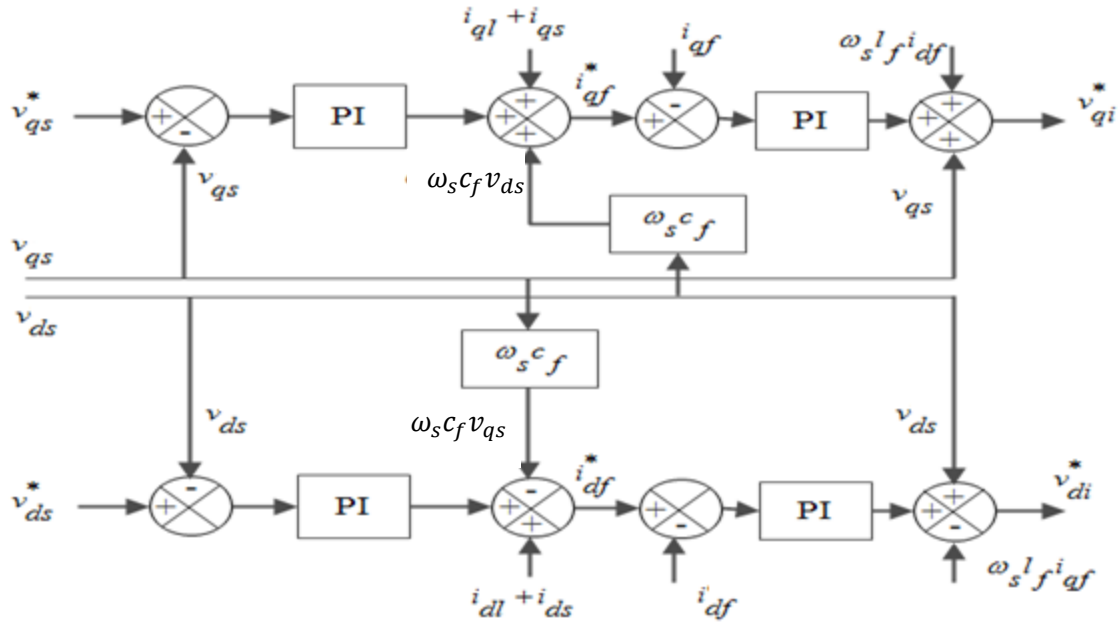 i_ql + i_qs
i_qf
ω_s l_f i_df
v*_qs
+
-
PI
+
+
+
i*_qf
-
+
PI
+
+
+
v*_qi
v_qs
ω_s c_f v_ds
ω_s c_f
v_qs
v_qs
v_ds
ω_s c_f
v_ds
ω_s c_f v_qs
v_ds
v*_ds
-
+
PI
-
+
+
i*_df
+
-
PI
+
+
-
v*_di
i_dl + i_ds
i_df
ω_s l_f i_qf